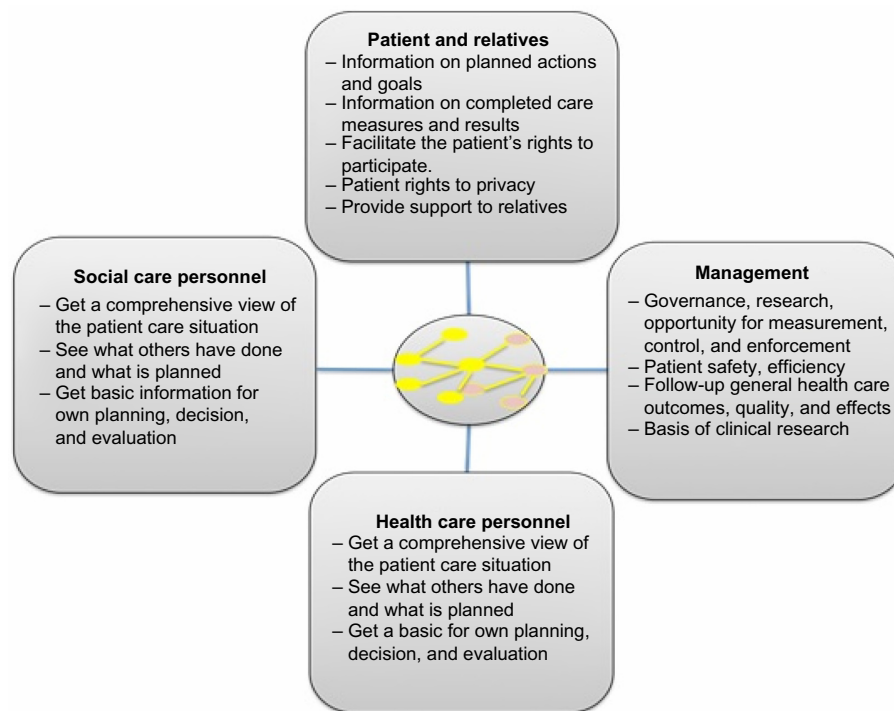 Patient and relatives
– Information on planned actions
and goals
– Information on completed care
measures and results
– Facilitate the patient’s rights to
participate.
– Patient rights to privacy
– Provide support to relatives
Social care personnel
– Get a comprehensive view of
the patient care situation
– See what others have done
and what is planned
– Get basic information for
own planning, decision,
and evaluation
Management
– Governance, research,
opportunity for measurement,
control, and enforcement
– Patient safety, efficiency
– Follow-up general health care
outcomes, quality, and effects
– Basis of clinical research
Health care personnel
– Get a comprehensive view of
the patient care situation
– See what others have done
and what is planned
– Get a basic for own planning,
decision, and evaluation